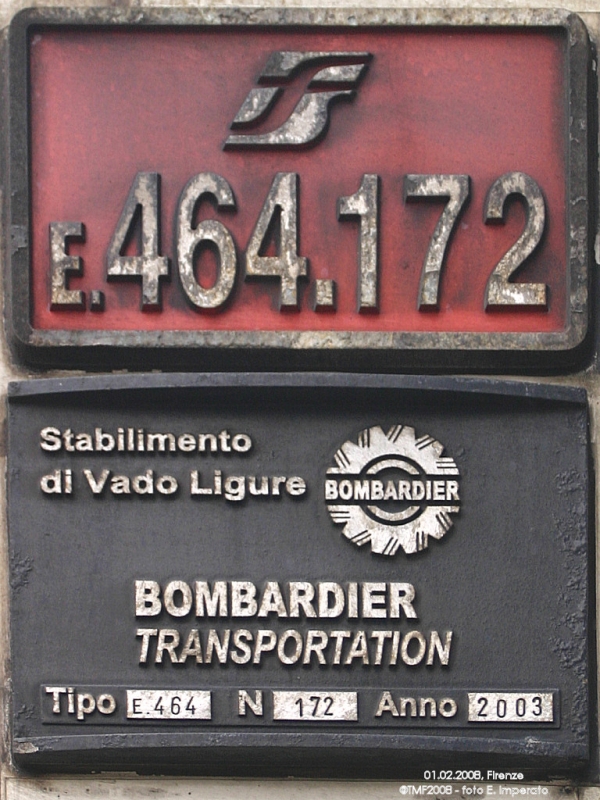 FS
E.464.172
Stabilimento
di Vado Ligure
BOMBARDIER
BOMBARDIER
TRANSPORTATION
Tipo E.464 N 172 Anno 2003
01.02.2008, Firenze
©TMF2008 - foto E. Imperato